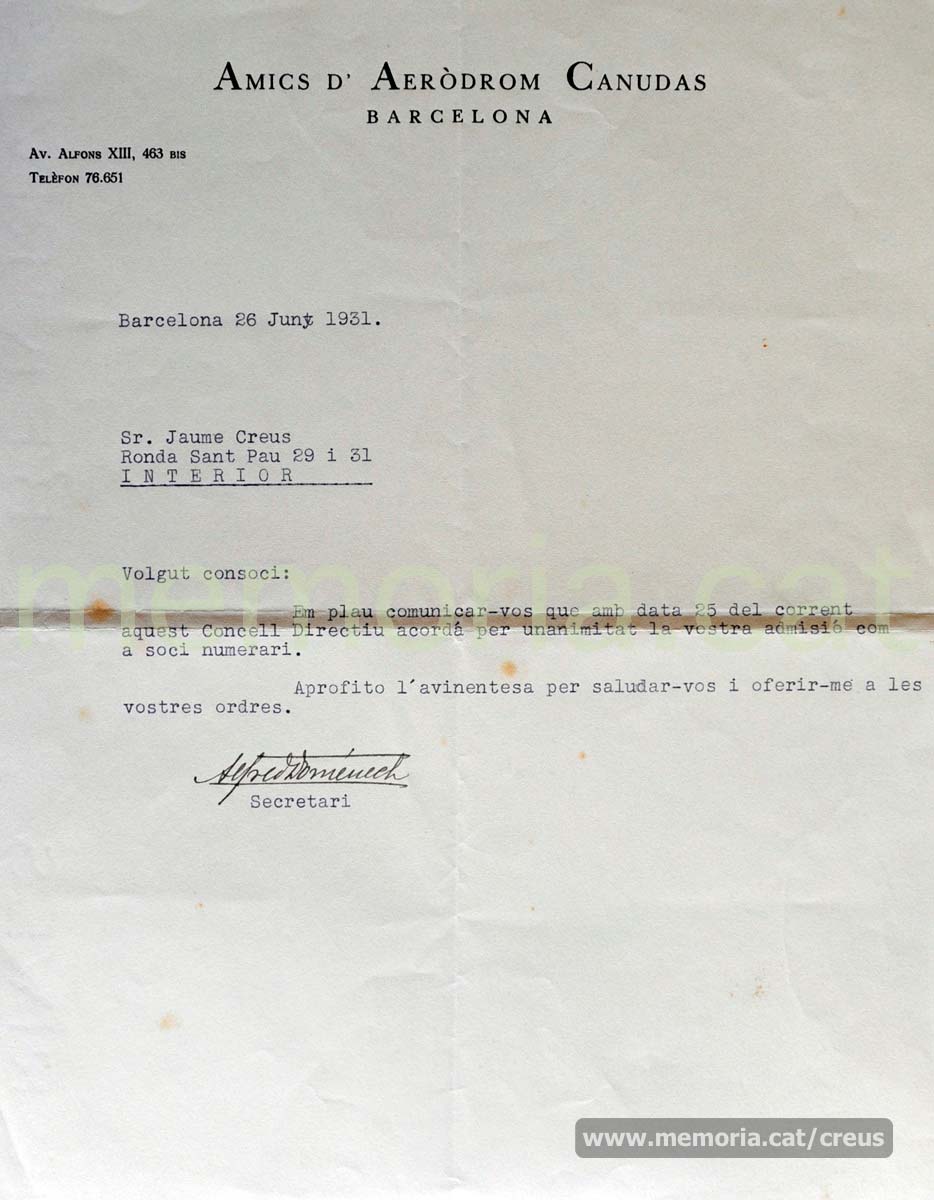 AMICS D' AERÒDROM CANUDAS
BARCELONA
AV. ALFONS XIII, 463 BIS
TELÈFON 76.651
Barcelona 26 Juny 1931.
Sr. Jaume Creus
Ronda Sant Pau 29 i 31
INTERIOR
Volgut consoci:
Em plau comunicar-vos que amb data 25 del corrent
aquest Concell Directiu acordá per unanimitat la vostra admisió com
a soci numerari.
Aprofito l'avinentesa per saludar-vos i oferir-me a les
vostres ordres.
Alfred Domènech
Secretari
memoria.cat
www.memoria.cat/creus